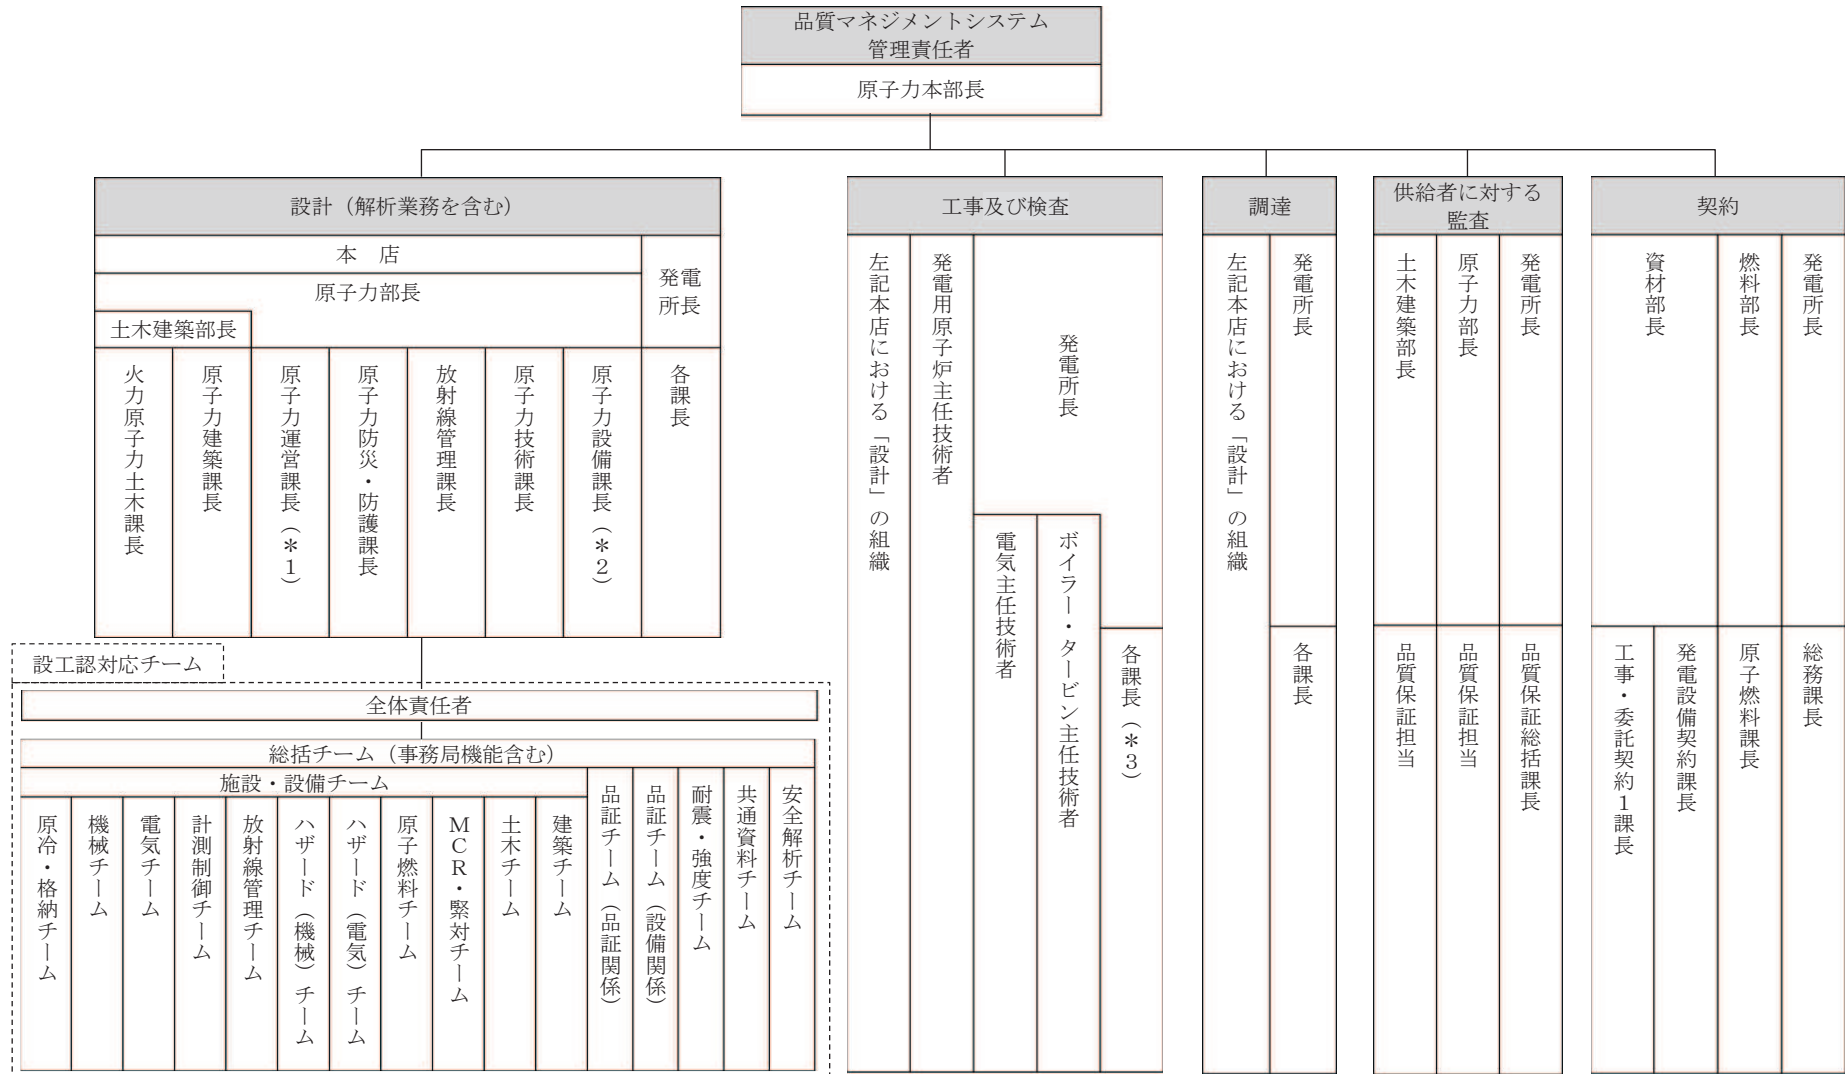 品質マネジメントシステム
管理責任者
原子力本部長
設計（解析業務を含む）
本　店
原子力部長
土木建築部長
発電
所長
火力原子力土木課長
原子力建築課長
原子力運営課長（＊１）
原子力防災・防護課長
放射線管理課長
原子力技術課長
原子力設備課長（＊２）
各課長
工事及び検査
左記本店における「設計」の組織
発電用原子炉主任技術者
発電所長
電気主任技術者
ボイラー・タービン主任技術者
各課長（＊３）
調達
左記本店における「設計」の組織
発電所長
各課長
供給者に対する
監査
土木建築部長
原子力部長
発電所長
品質保証担当
品質保証担当
品質保証総括課長
契約
資材部長
燃料部長
発電所長
工事・委託契約１課長
発電設備契約課長
原子燃料課長
総務課長
設工認対応チーム
全体責任者
総括チーム（事務局機能含む）
施設・設備チーム
原冷・格納チーム
機械チーム
電気チーム
計測制御チーム
放射線管理チーム
ハザード（機械）チーム
ハザード（電気）チーム
原子燃料チーム
ＭＣＲ・緊対チーム
土木チーム
建築チーム
品証チーム（品証関係）
品証チーム（設備関係）
耐震・強度チーム
共通資料チーム
安全解析チーム